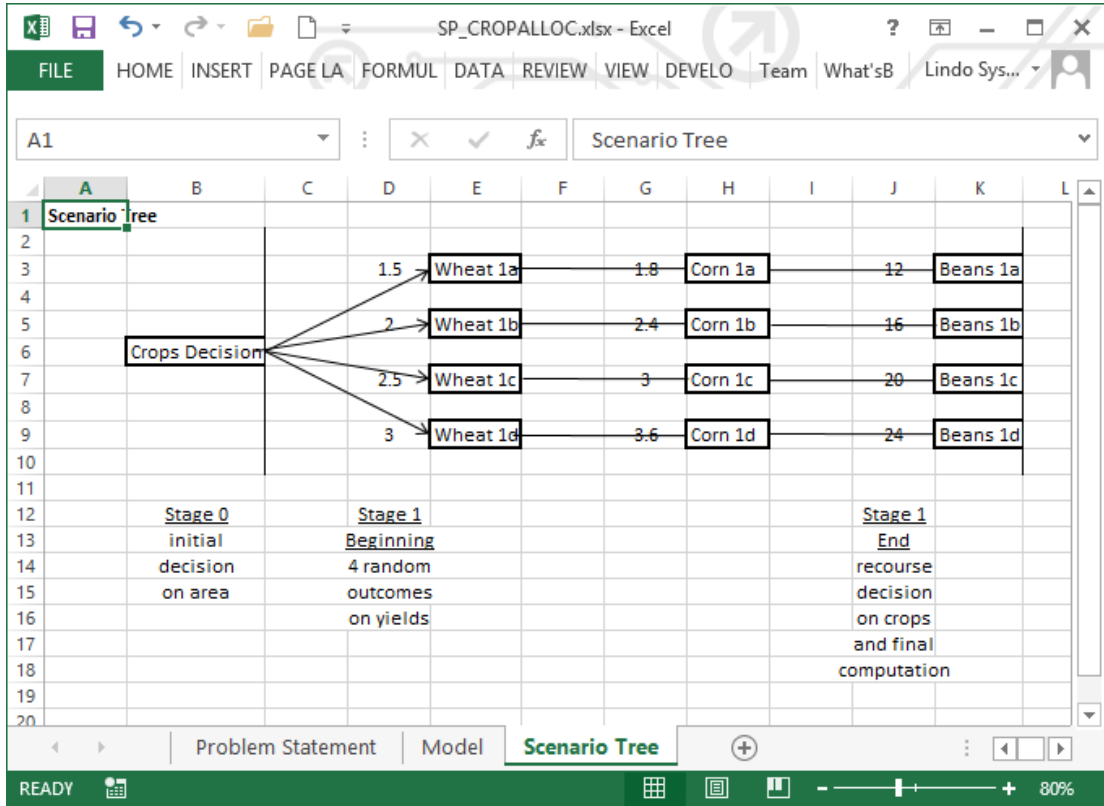 SP_CROPALLOC.xlsx - Excel
FILE HOME INSERT PAGE LA FORMUL DATA REVIEW VIEW DEVELO Team What'sB Lindo Sys...
A1 fx Scenario Tree
A B C D E F G H I J K L
1 Scenario Tree
2
3 1.5 Wheat 1a 1.8 Corn 1a 12 Beans 1a
4
5 2 Wheat 1b 2.4 Corn 1b 16 Beans 1b
6 Crops Decision
7 2.5 Wheat 1c 3 Corn 1c 20 Beans 1c
8
9 3 Wheat 1d 3.6 Corn 1d 24 Beans 1d
10
11
12 Stage 0 Stage 1 Stage 1
13 initial Beginning End
14 decision 4 random recourse
15 on area outcomes decision
16 on yields on crops
17 and final
18 computation
19
20
Problem Statement Model Scenario Tree
READY 80%